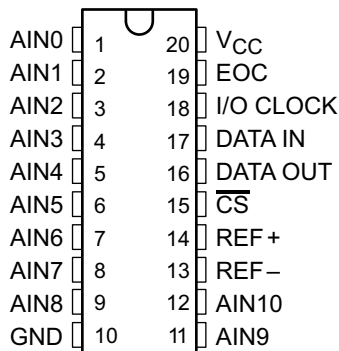 AIN0 1 20 VCC
AIN1 2 19 EOC
AIN2 3 18 I/O CLOCK
AIN3 4 17 DATA IN
AIN4 5 16 DATA OUT
AIN5 6 15 C̅S̅
AIN6 7 14 REF+
AIN7 8 13 REF–
AIN8 9 12 AIN10
GND 10 11 AIN9